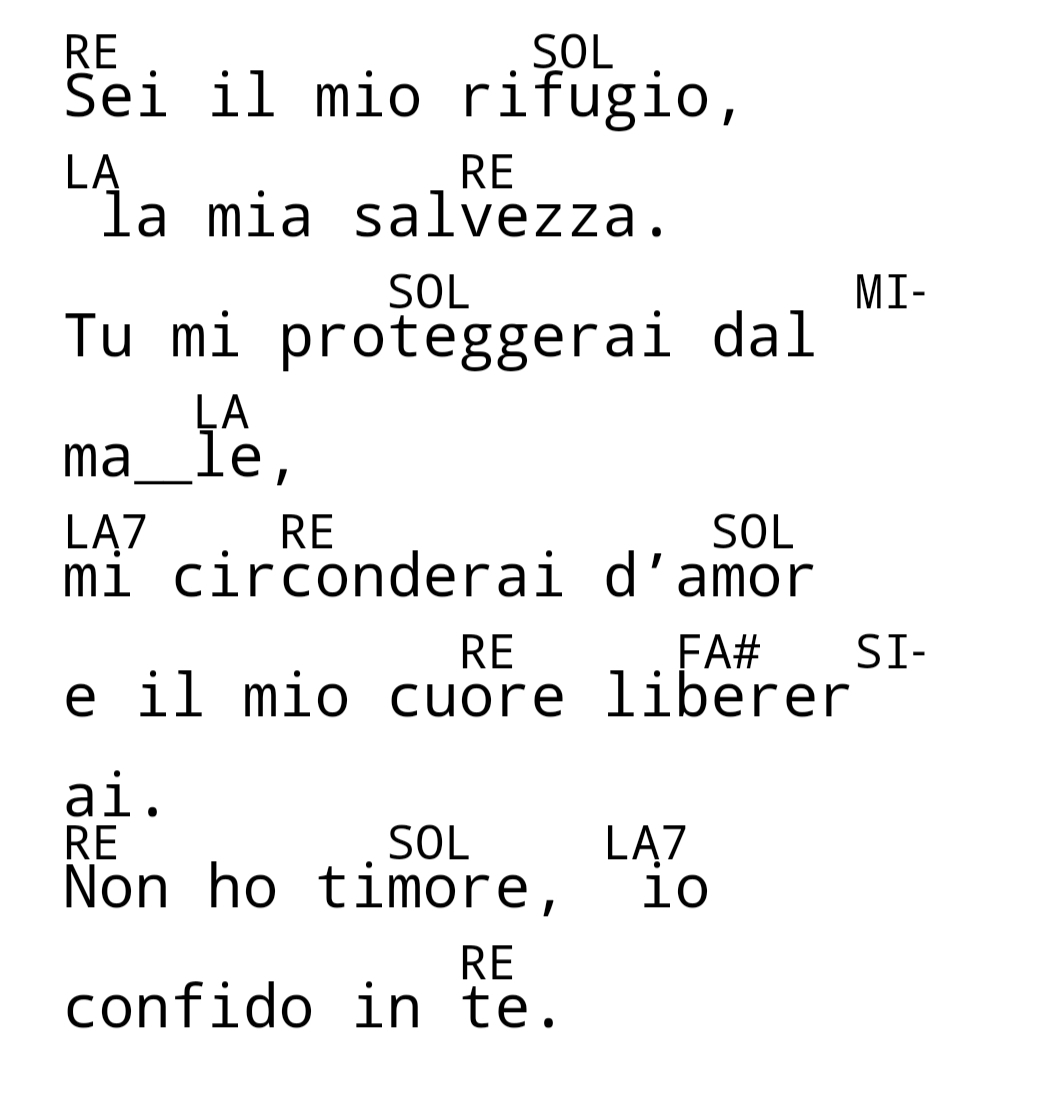 RE SOL
Sei il mio rifugio,
LA RE
la mia salvezza.
SOL MI-
Tu mi proteggerai dal
LA
ma__le,
LA7 RE SOL
mi circonderai d’amor
RE FA# SI-
e il mio cuore liberer
ai.
RE SOL LA7
Non ho timore, io
RE
confido in te.